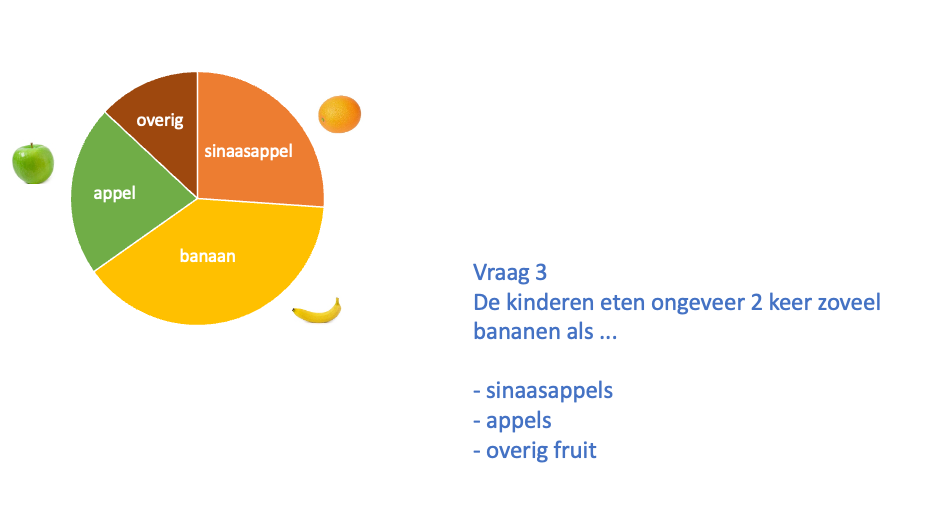 overig
sinaasappel
appel
banaan
Vraag 3
De kinderen eten ongeveer 2 keer zoveel
bananen als ...
- sinaasappels
- appels
- overig fruit